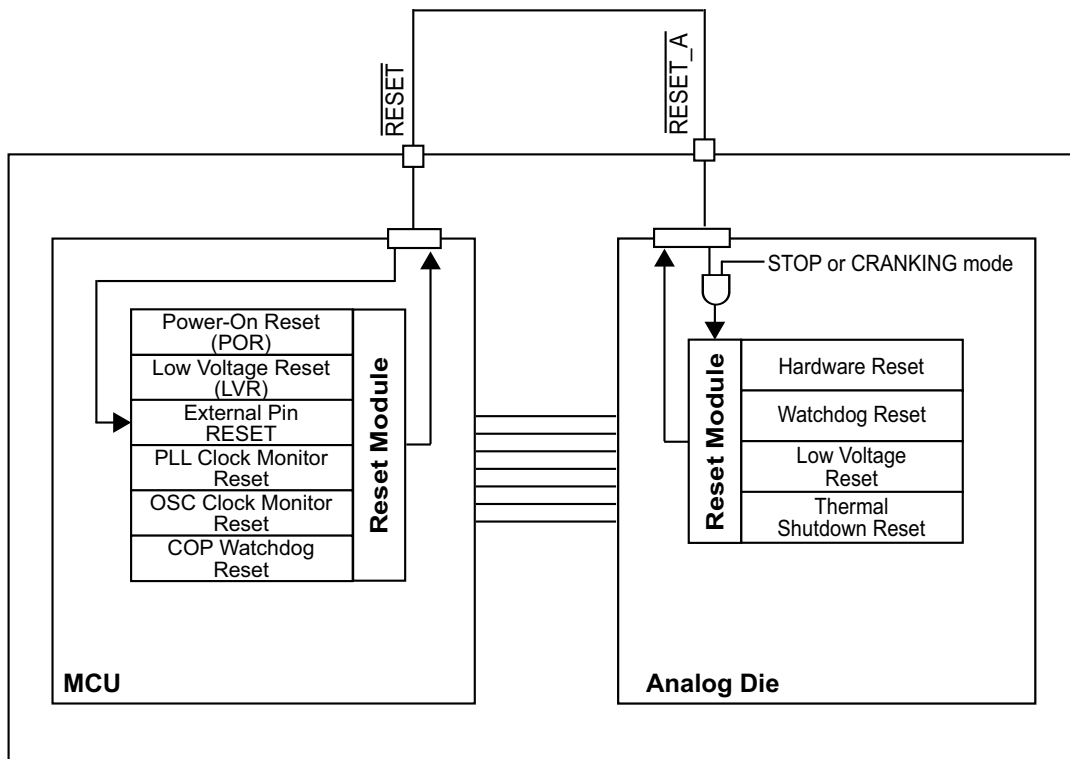 RESET
RESET_A
STOP or CRANKING mode
Power-On Reset
(POR)
Low Voltage Reset
(LVR)
External Pin
RESET
PLL Clock Monitor
Reset
OSC Clock Monitor
Reset
COP Watchdog
Reset
Reset Module
MCU
Reset Module
Hardware Reset
Watchdog Reset
Low Voltage
Reset
Thermal
Shutdown Reset
Analog Die